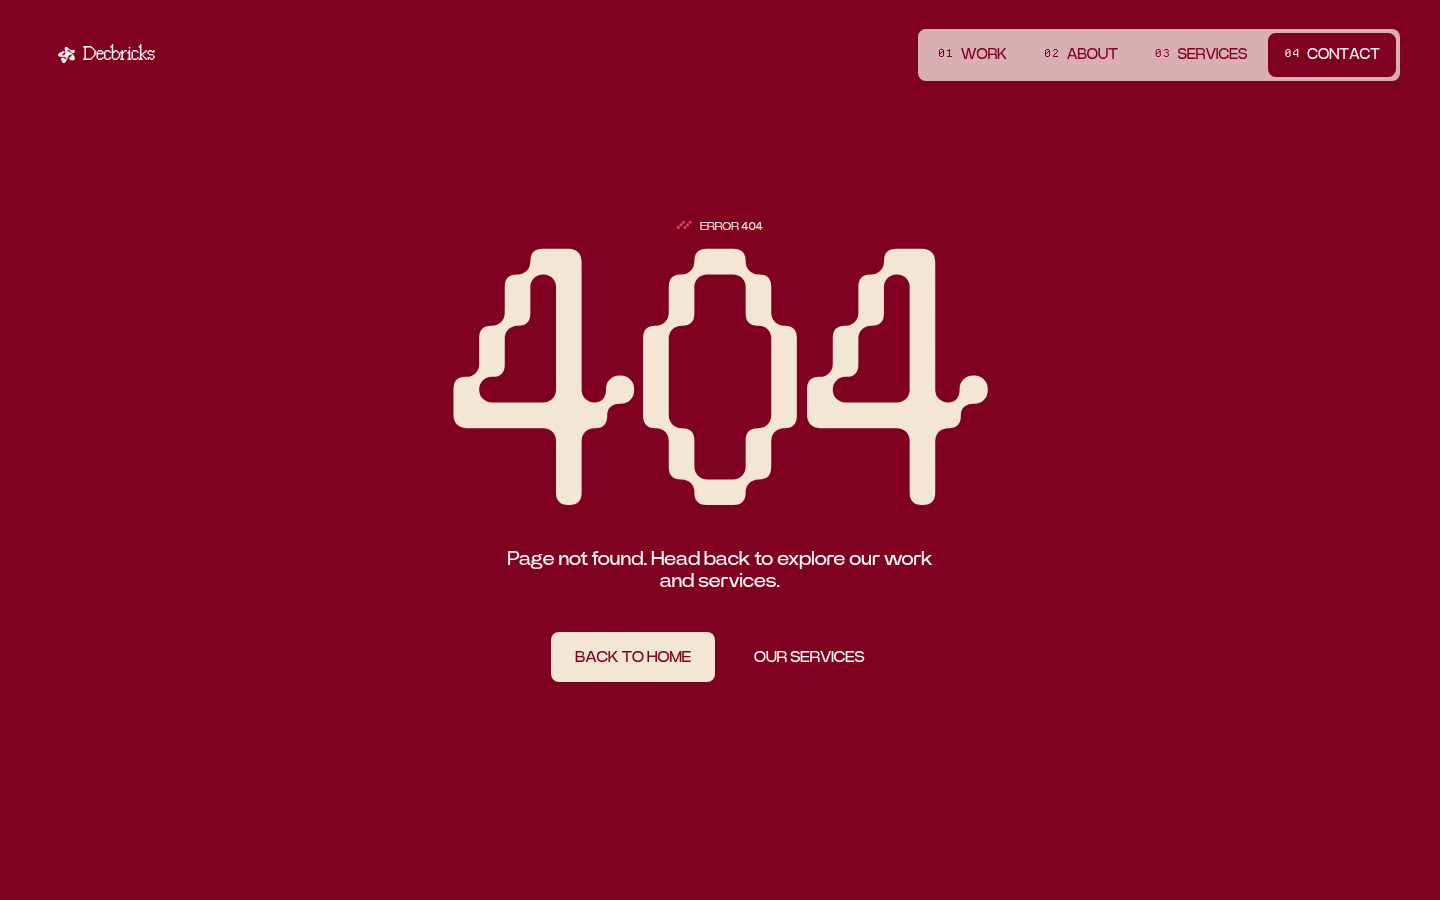 Decbricks
01 WORK
02 ABOUT
03 SERVICES
04 CONTACT
ERROR 404
404
Page not found. Head back to explore our work
and services.
BACK TO HOME
OUR SERVICES